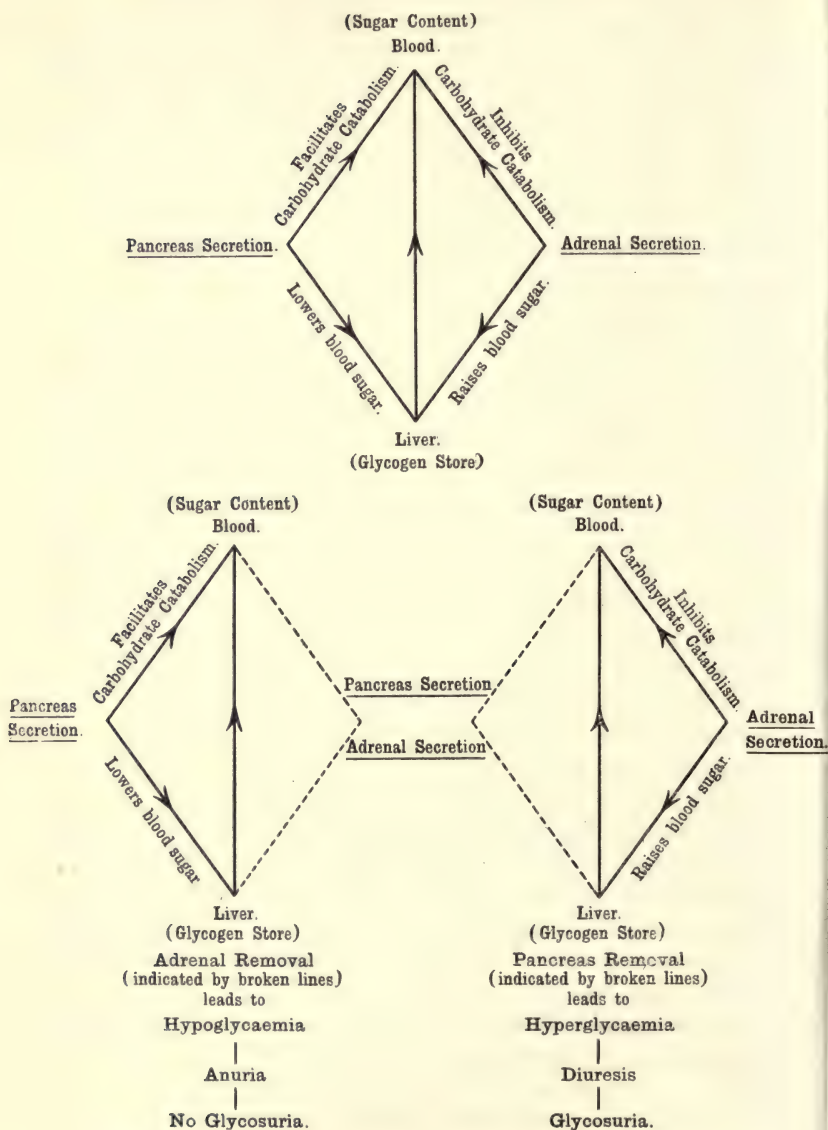 (Sugar Content)
Blood.
Facilitates
Carbohydrate Catabolism.
Inhibits
Carbohydrate Catabolism.
Pancreas Secretion.
Adrenal Secretion.
Lowers blood sugar.
Raises blood sugar.
Liver.
(Glycogen Store)
(Sugar Content)
Blood.
Facilitates
Carbohydrate Catabolism.
Pancreas
Secretion.
Lowers blood sugar
Liver.
(Glycogen Store)
Pancreas Secretion
Adrenal Secretion
(Sugar Content)
Blood.
Inhibits
Carbohydrate Catabolism
Adrenal
Secretion.
Raises blood sugar.
Liver.
(Glycogen Store)
Adrenal Removal
(indicated by broken lines)
leads to
Hypoglycaemia
Anuria
No Glycosuria.
Pancreas Removal
(indicated by broken lines)
leads to
Hyperglycaemia
Diuresis
Glycosuria.